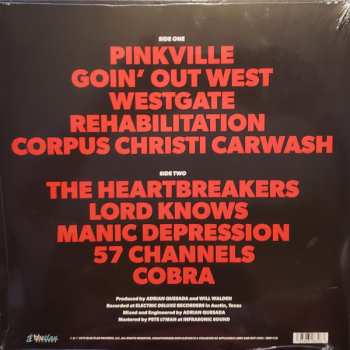 SIDE ONE
PINKVILLE
GOIN' OUT WEST
WESTGATE
REHABILITATION
CORPUS CHRISTI CARWASH
SIDE TWO
THE HEARTBREAKERS
LORD KNOWS
MANIC DEPRESSION
57 CHANNELS
COBRA
Produced by ADRIAN QUESADA and WILL WALDEN
Recorded at ELECTRIC DELUXE RECORDERS in Austin, Texas
Mixed and Engineered by ADRIAN QUESADA
Mastered by PETE LYMAN at INFRASONIC SOUND